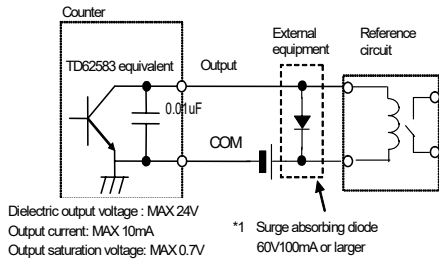 Counter
External equipment
Reference circuit
TD62583 equivalent
Output
0.01uF
COM
Dielectric output voltage : MAX 24V
Output current: MAX 10mA
Output saturation voltage: MAX 0.7V
*1 Surge absorbing diode
60V100mA or larger